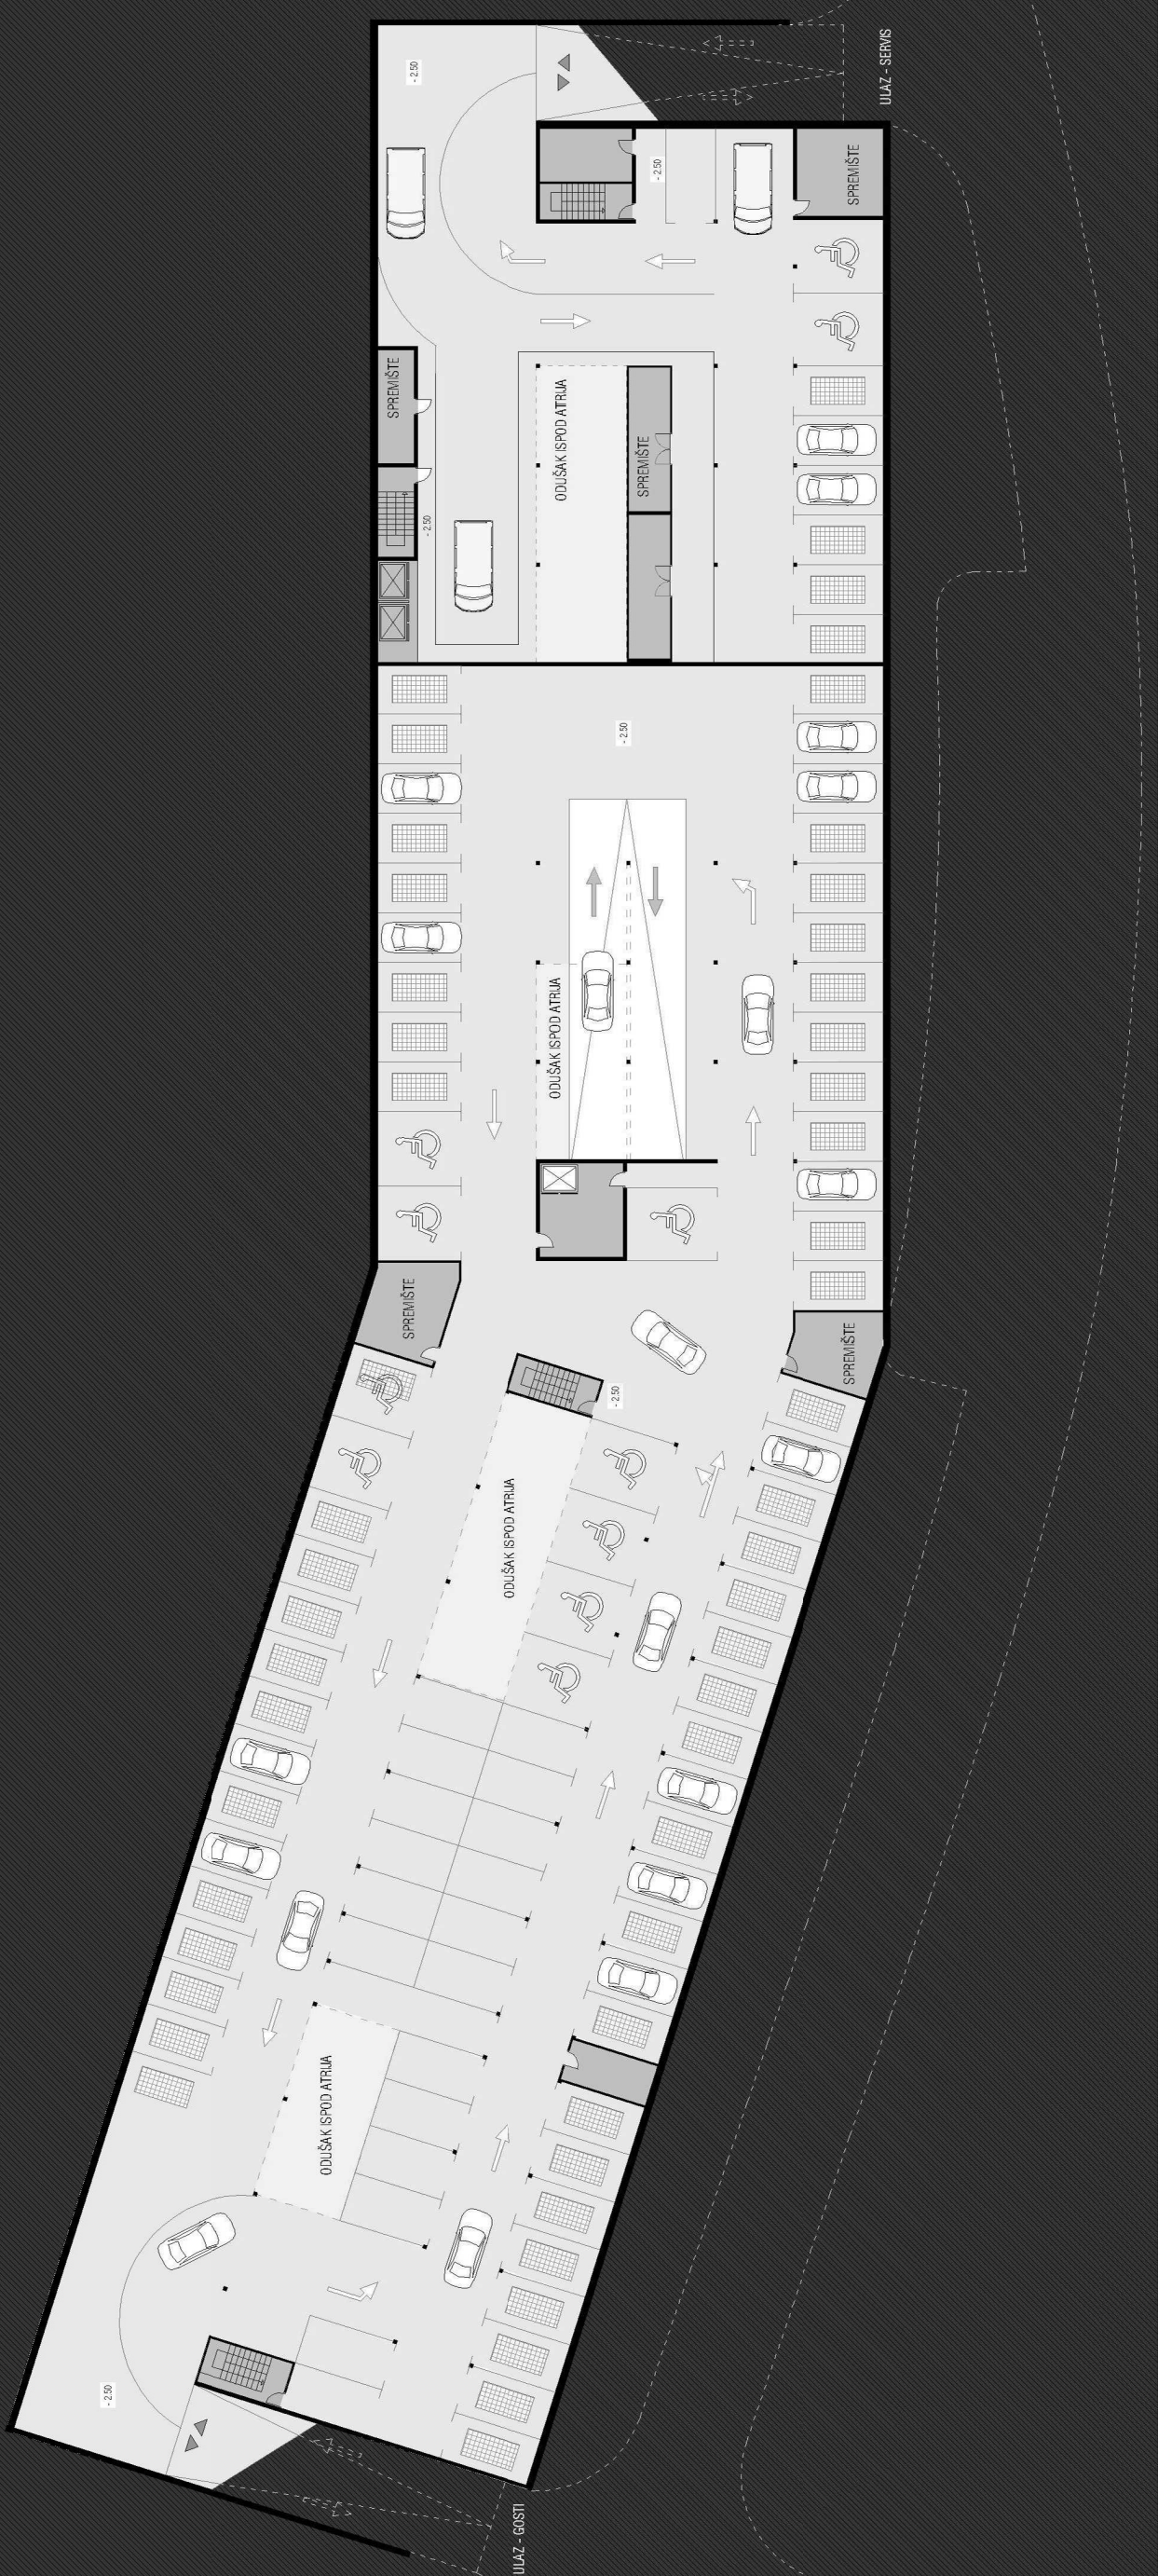 ULAZ - SERVIS
- 2.50
SPREMIŠTE
- 2.50
SPREMIŠTE
ODUŠAK ISPOD ATRIJA
SPREMIŠTE
- 2.50
- 2.50
ODUŠAK ISPOD ATRIJA
SPREMIŠTE
SPREMIŠTE
- 2.50
ODUŠAK ISPOD ATRIJA
ODUŠAK ISPOD ATRIJA
- 2.50
ULAZ - GOSTI